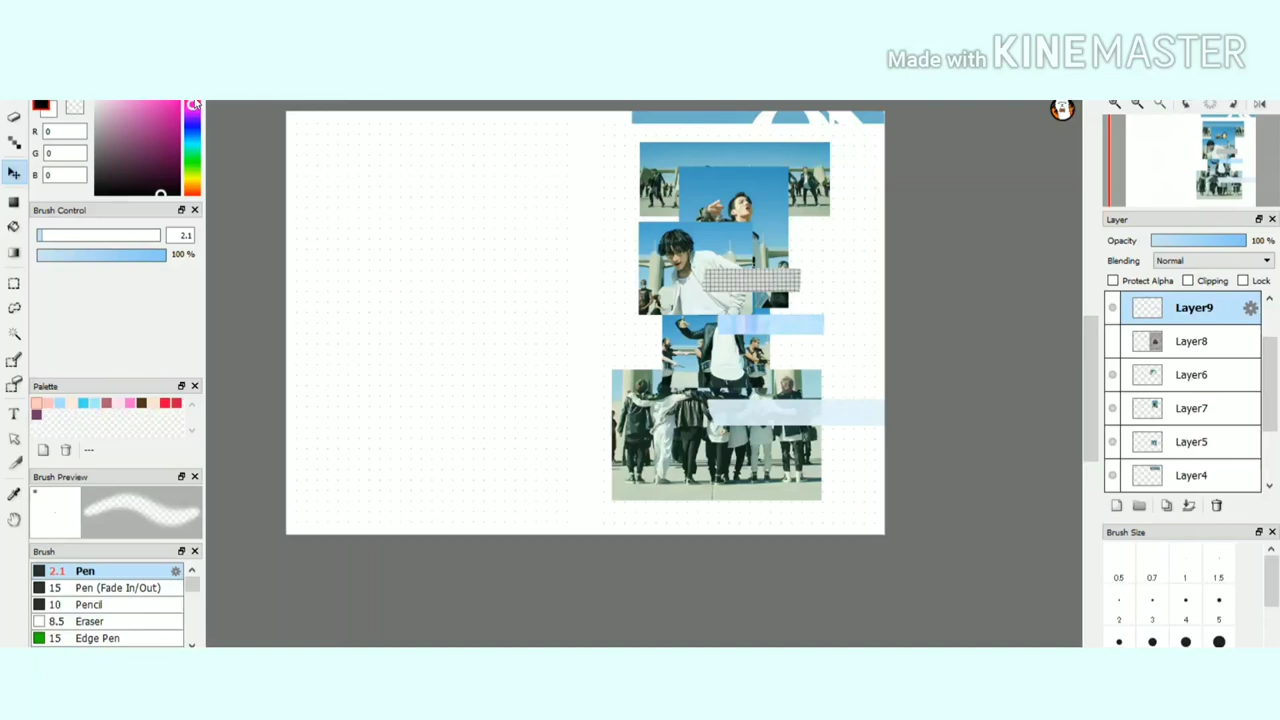 Made with KINEMASTER
R 0
G 0
B 0
Brush Control
2.1
100 %
Palette
Brush Preview
Brush
2.1 Pen
15 Pen (Fade In/Out)
10 Pencil
8.5 Eraser
15 Edge Pen
Layer
Opacity 100 %
Blending Normal
Protect Alpha Clipping Lock
Layer9
Layer8
Layer6
Layer7
Layer5
Layer4
Brush Size
0.5 0.7 1 1.5
2 3 4 5